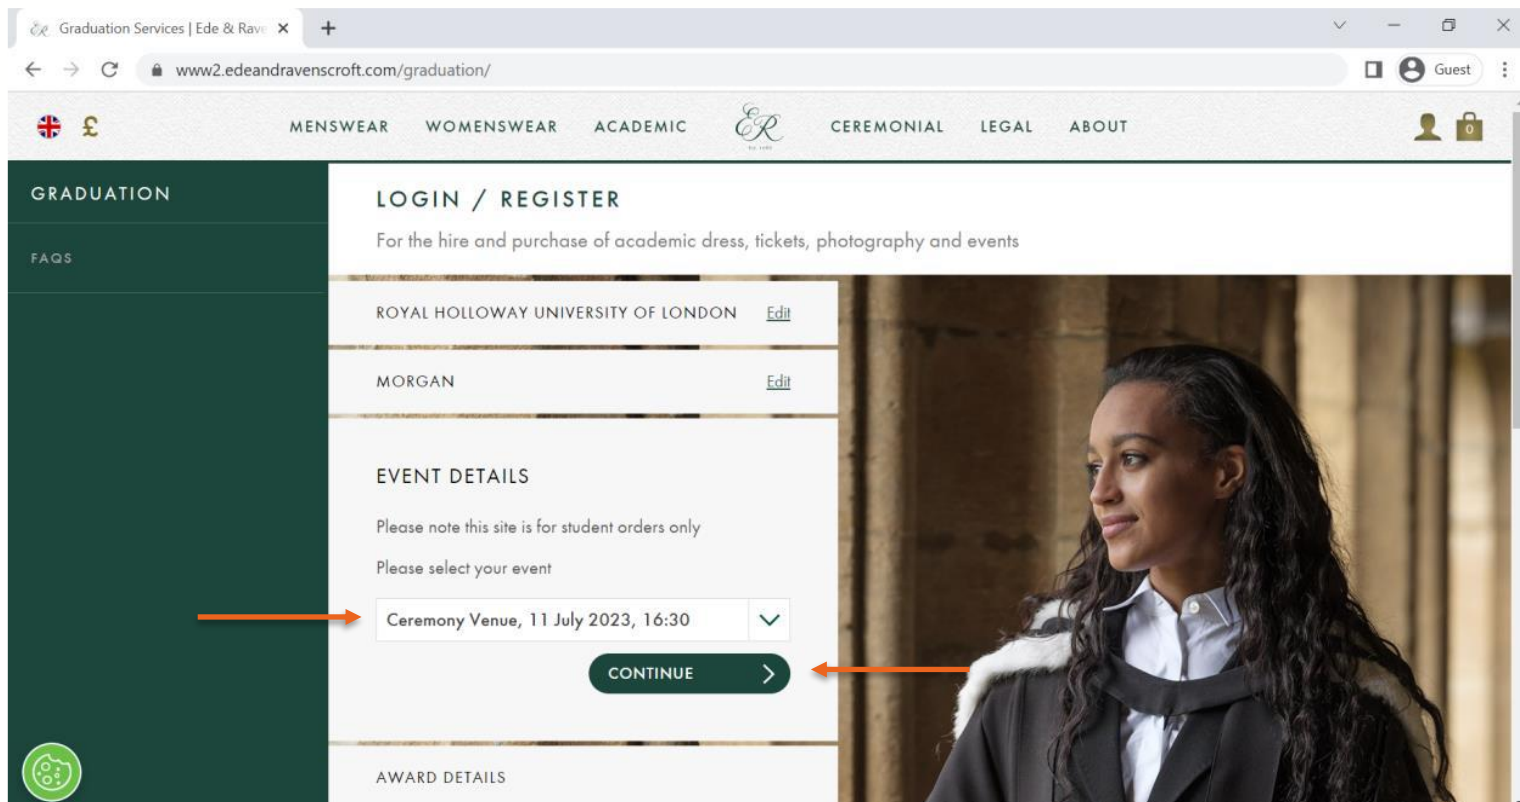 Graduation Services | Ede & Rave
www2.edeandravenscroft.com/graduation/
Guest
£
MENSWEAR WOMENSWEAR ACADEMIC ER CEREMONIAL LEGAL ABOUT
0
GRADUATION
FAQS
LOGIN / REGISTER
For the hire and purchase of academic dress, tickets, photography and events
ROYAL HOLLOWAY UNIVERSITY OF LONDON Edit
MORGAN Edit
EVENT DETAILS
Please note this site is for student orders only
Please select your event
Ceremony Venue, 11 July 2023, 16:30
CONTINUE
AWARD DETAILS